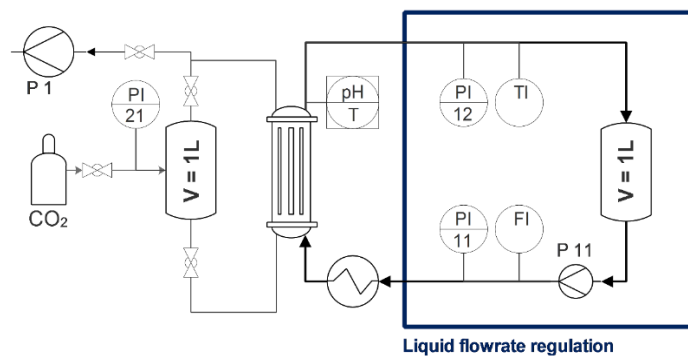 P 1
PI
21
CO₂
V = 1L
pH
T
PI
12
TI
V = 1L
PI
11
FI
P 11
Liquid flowrate regulation